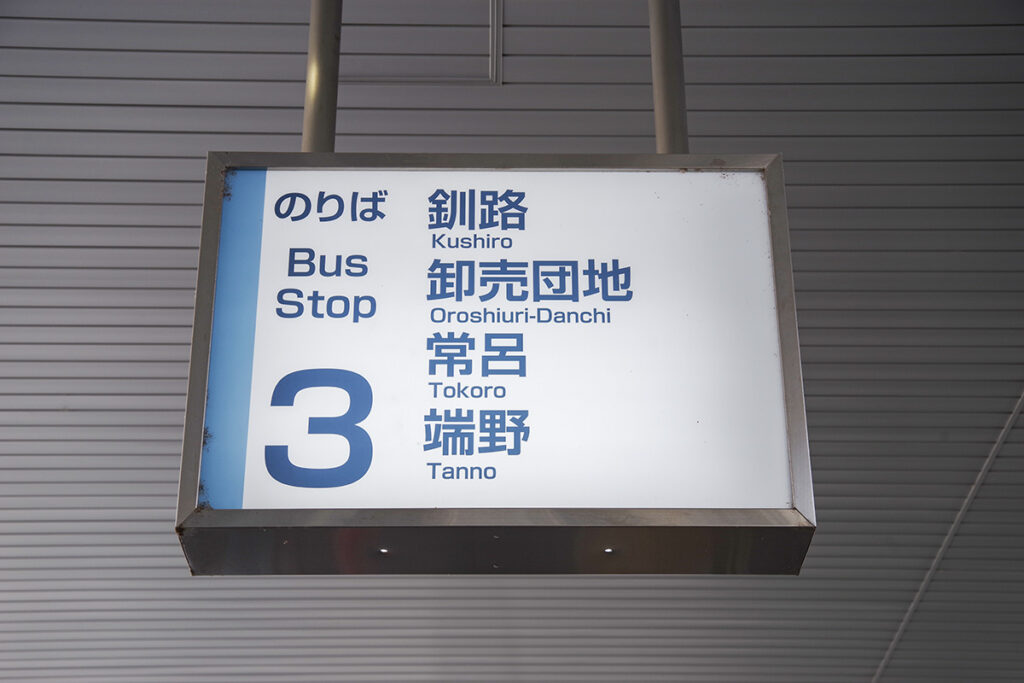 のりば
Bus
Stop
3
釧路
Kushiro
卸売団地
Oroshiuri-Danchi
常呂
Tokoro
端野
Tanno